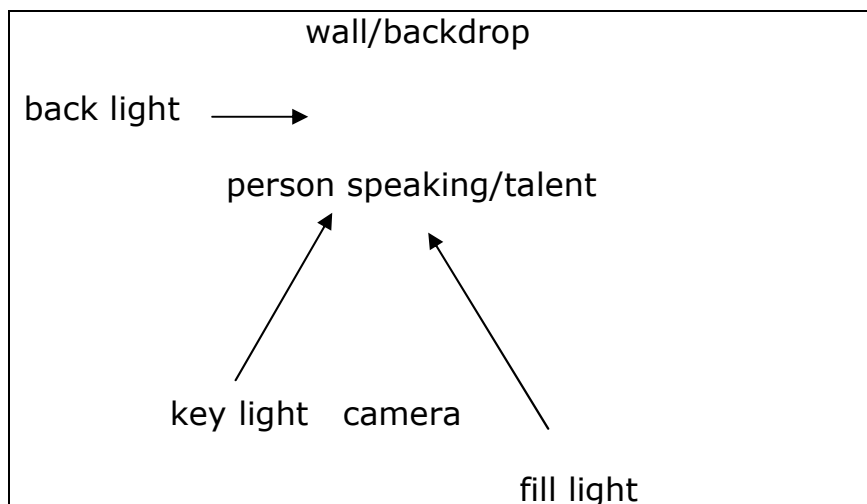 wall/backdrop
back light
person speaking/talent
key light camera
fill light